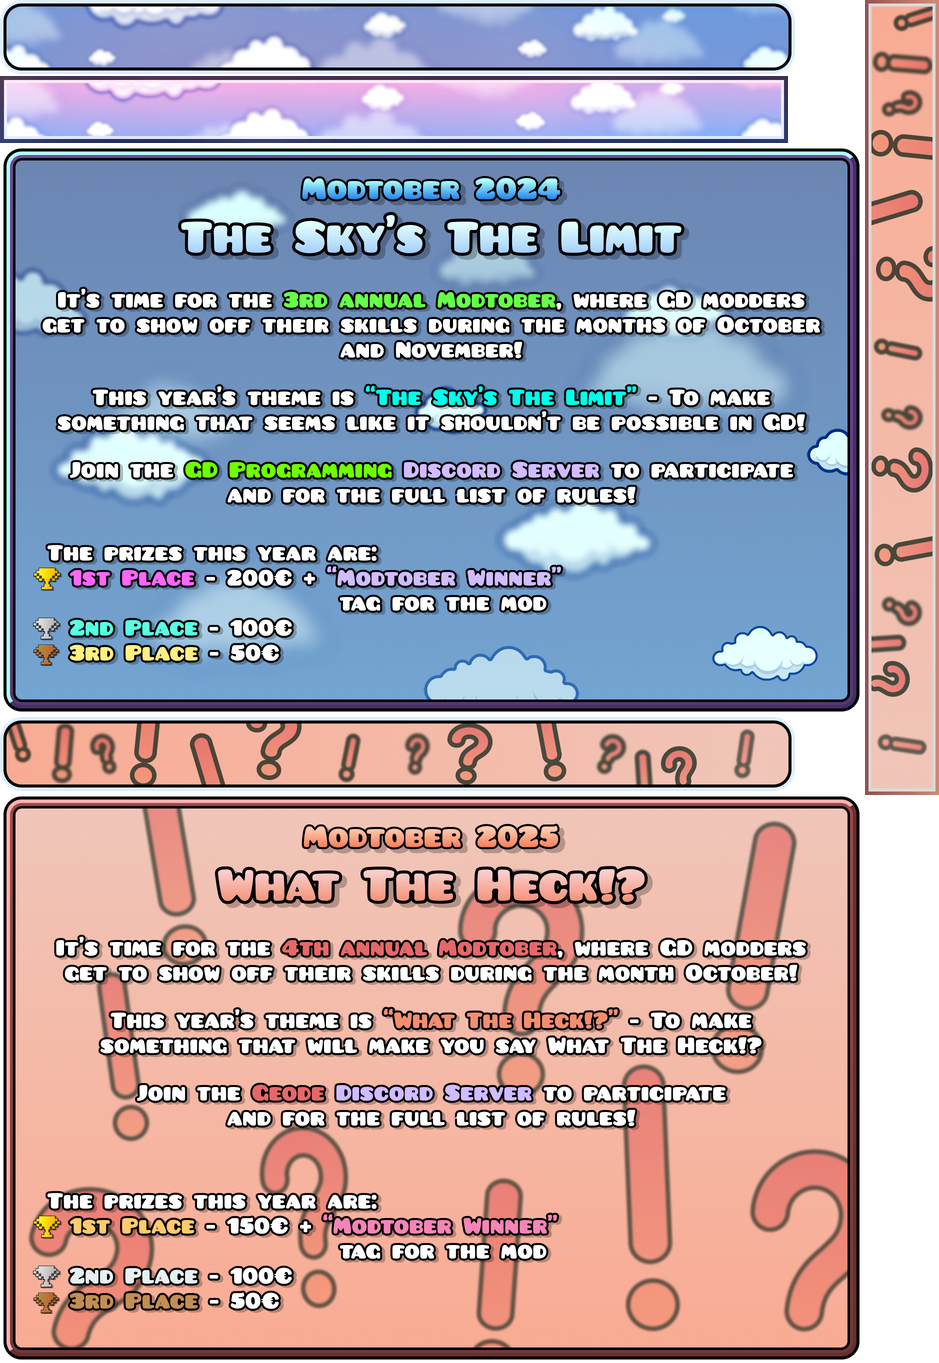 Modtober 2024
The Sky's The Limit
It's time for the 3rd annual Modtober, where GD modders
get to show off their skills during the months of October
and November!
This year's theme is “The Sky's The Limit” - To make
something that seems like it shouldn't be possible in GD!
Join the GD Programming Discord Server to participate
and for the full list of rules!
The prizes this year are:
1st Place - 200€ + “Modtober Winner”
tag for the mod
2nd Place - 100€
3rd Place - 50€
Modtober 2025
What The Heck!?
It's time for the 4th annual Modtober, where GD modders
get to show off their skills during the month October!
This year's theme is “What The Heck!?” - To make
something that will make you say What The Heck!?
Join the Geode Discord Server to participate
and for the full list of rules!
The prizes this year are:
1st Place - 150€ + “Modtober Winner”
tag for the mod
2nd Place - 100€
3rd Place - 50€